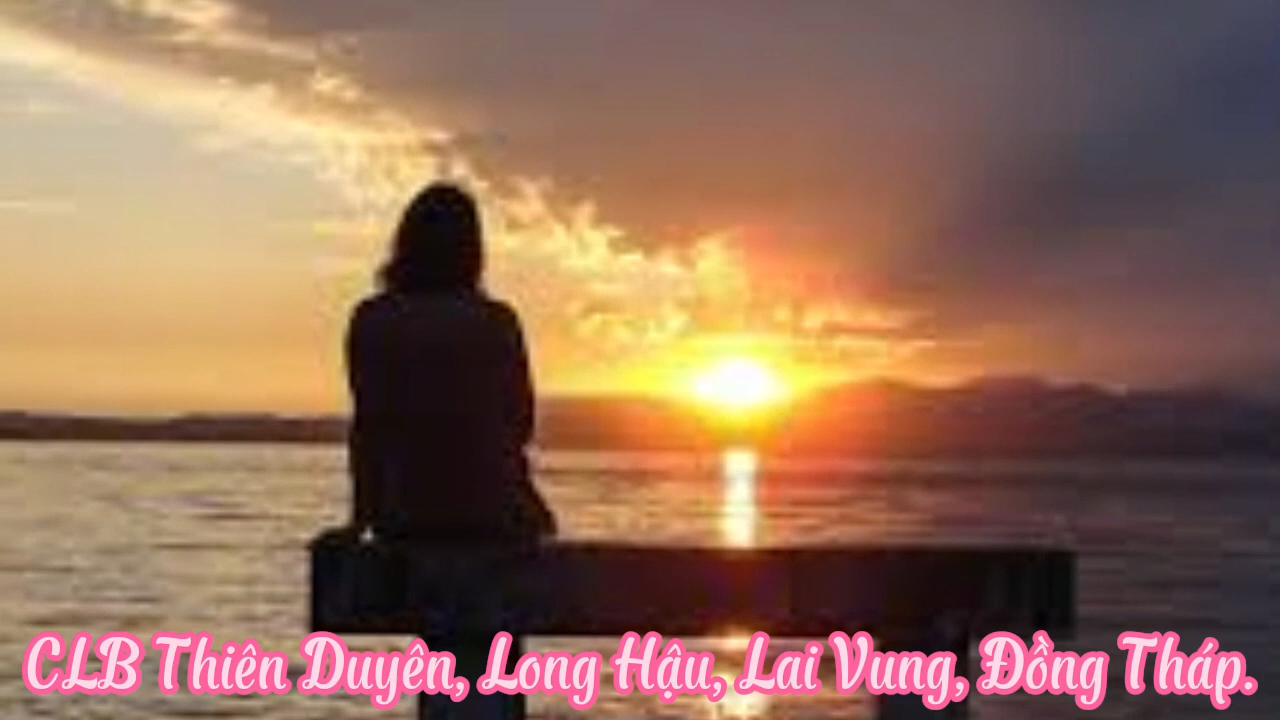 CLB Thiên Duyên, Long Hậu, Lai Vung, Đồng Tháp.